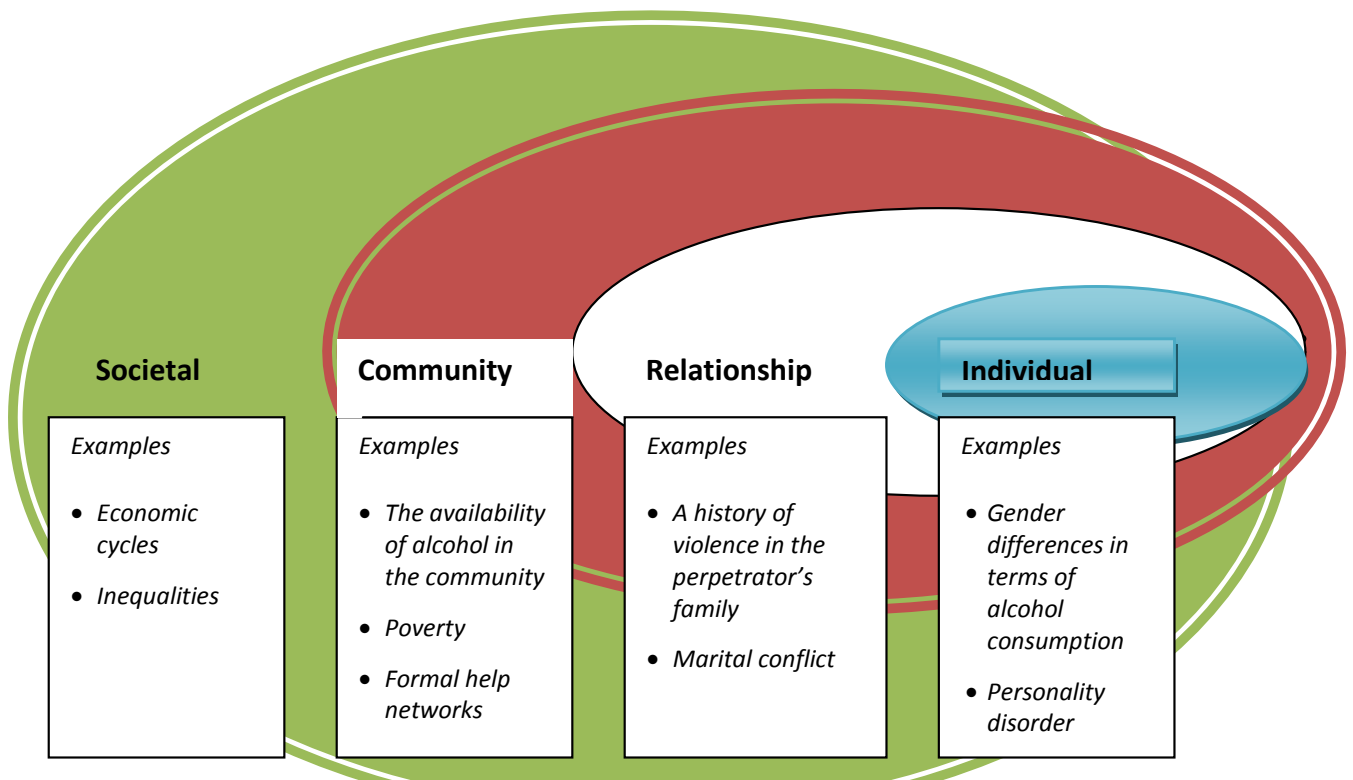 Societal
Examples
• Economic
cycles
• Inequalities
Community
Examples
• The availability
of alcohol in
the community
• Poverty
• Formal help
networks
Relationship
Examples
• A history of
violence in the
perpetrator’s
family
• Marital conflict
Individual
Examples
• Gender
differences in
terms of
alcohol
consumption
• Personality
disorder